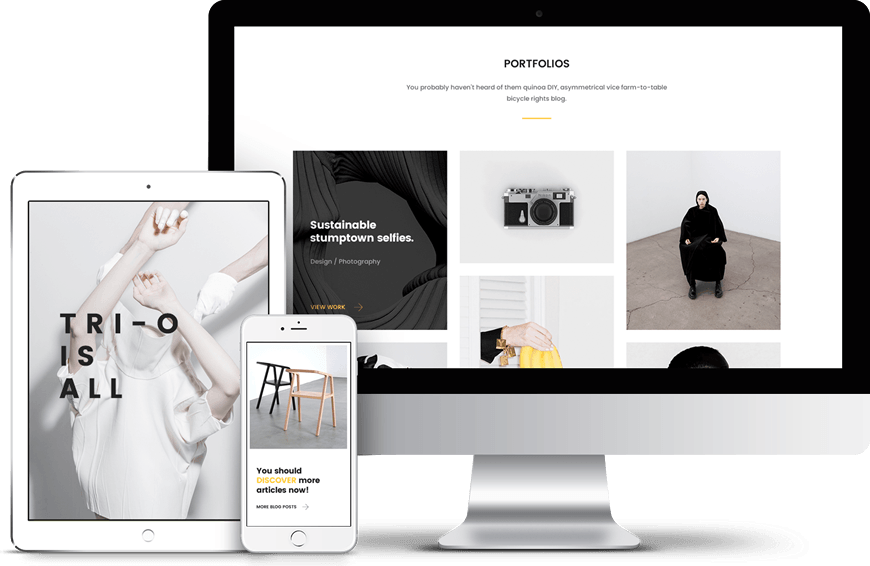 PORTFOLIOS
You probably haven't heard of them quinoa DIY, asymmetrical vice farm-to-table
bicycle rights blog.
Sustainable
stumptown selfies.
Design / Photography
VIEW WORK
TRI-O
IS
ALL
You should
DISCOVER more
articles now!
MORE BLOG POSTS